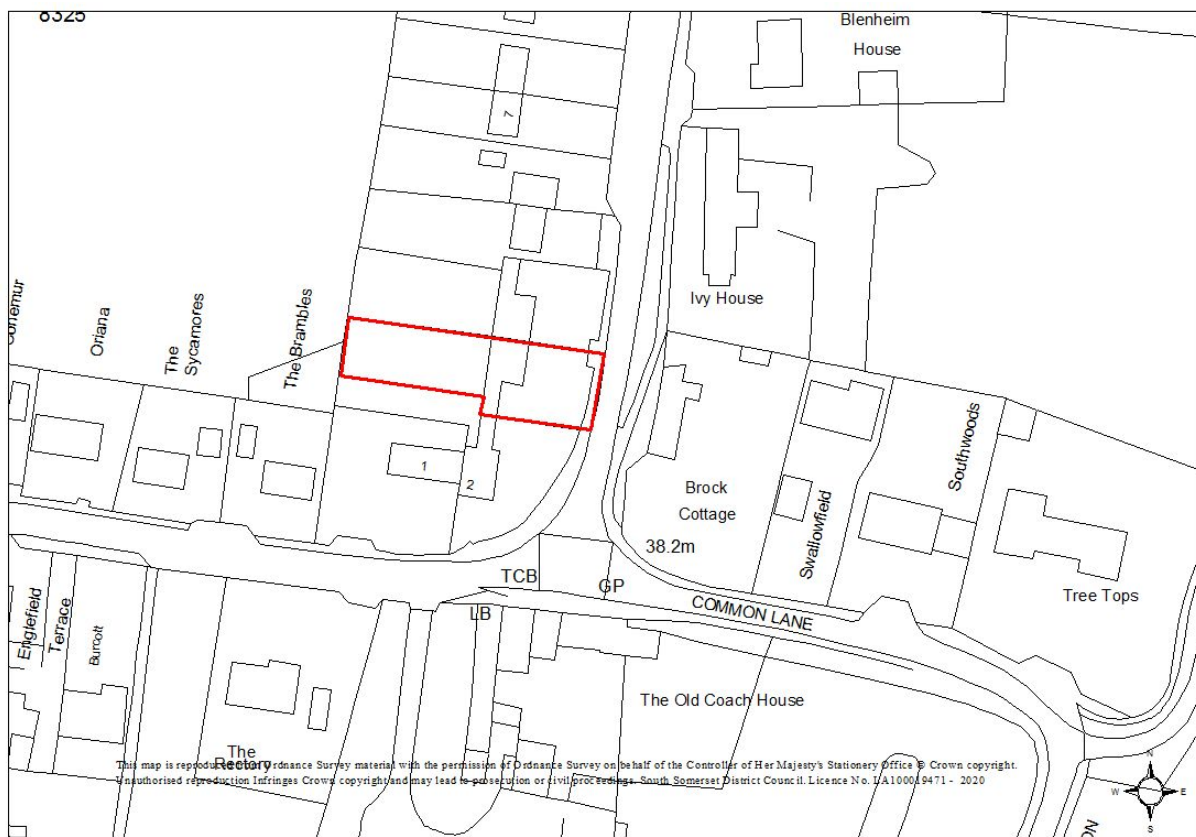 8325
Blenheim
House
7
Ivy House
Oriana
The
Sycamores
The Brambles
1
2
Brock
Cottage
38.2m
Swallowfield
Southwoods
Tree Tops
TCB
GP
LB
COMMON LANE
Englefield
Terrace
Burcott
The Old Coach House
The
Rectory
This map is reproduced from Ordnance Survey material with the permission of Ordnance Survey on behalf of the Controller of Her Majesty's Stationery Office © Crown copyright.
Unauthorised reproduction Infringes Crown copyright and may lead to prosecution or civil proceedings. South Somerset District Council. Licence No. LA100019471 - 2020
N
W
E
S